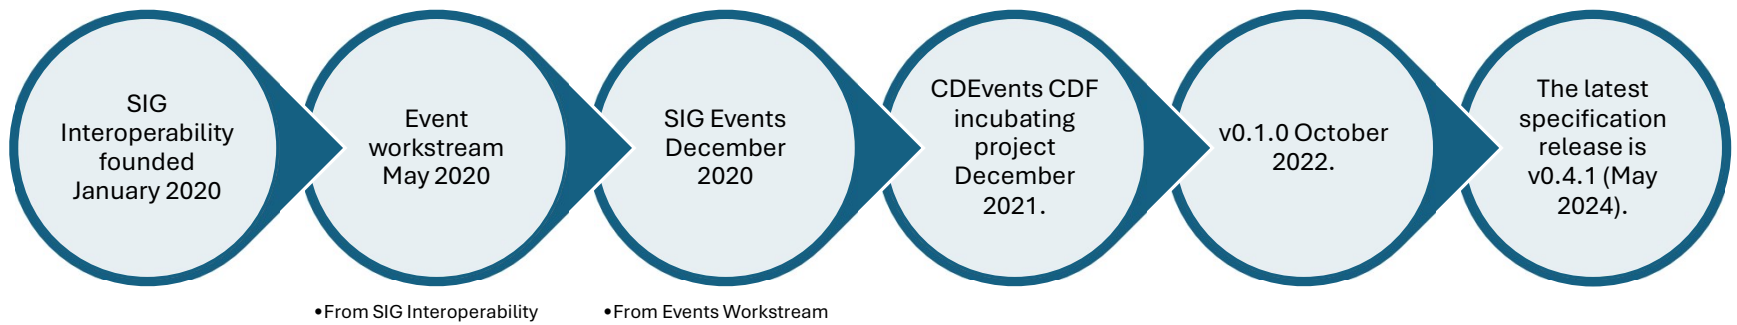 SIG
Interoperability
founded
January 2020
Event
workstream
May 2020
SIG Events
December
2020
CDEvents CDF
incubating
project
December
2021.
v0.1.0 October
2022.
The latest
specification
release is
v0.4.1 (May
2024).
•From SIG Interoperability
•From Events Workstream